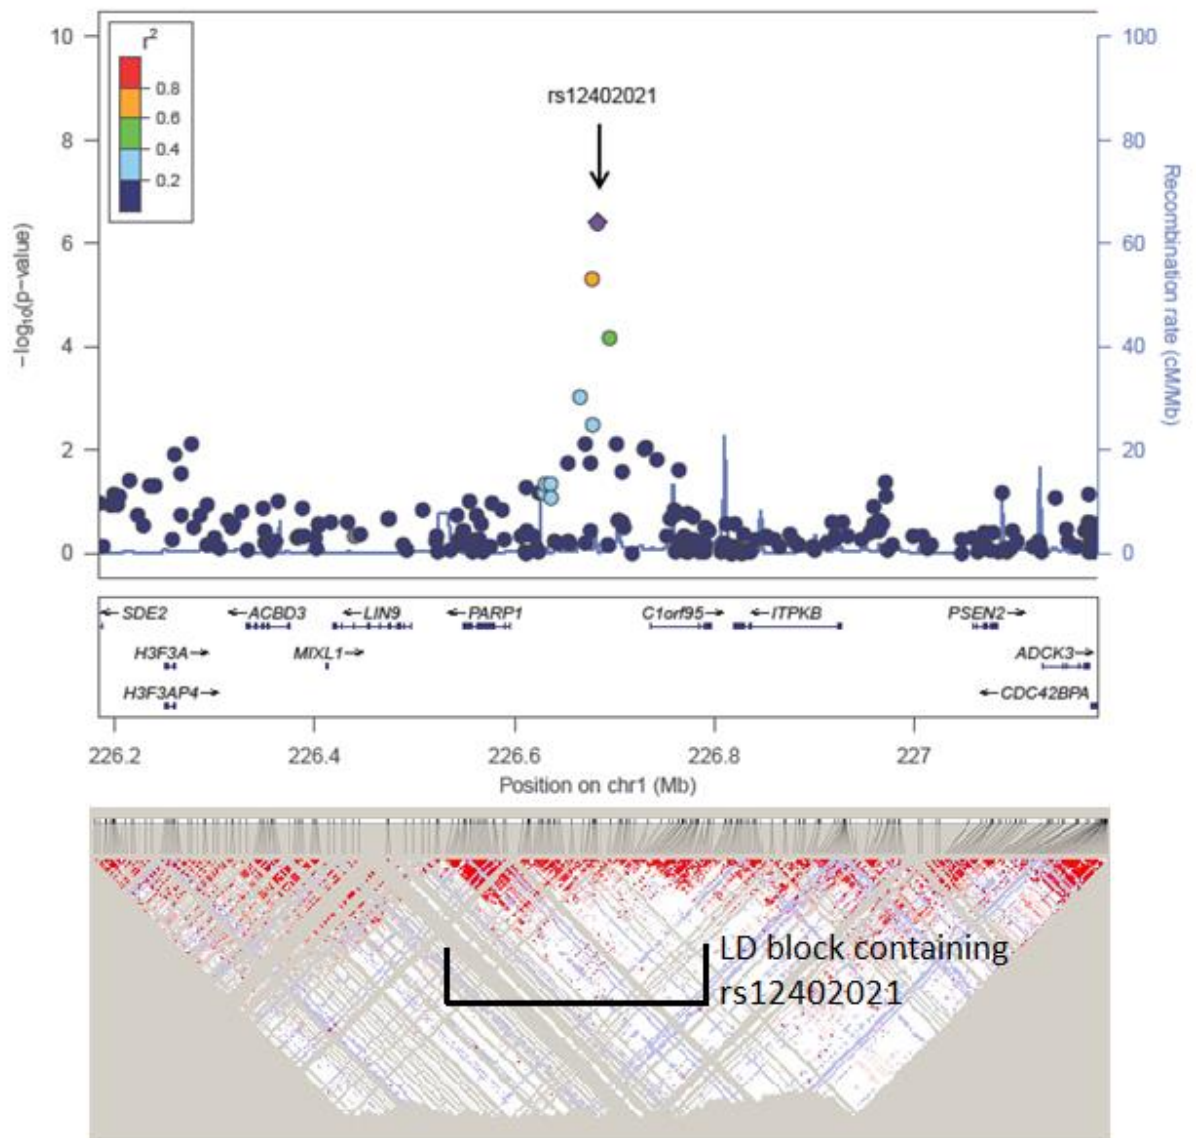 r2
0.8
0.6
0.4
0.2
rs12402021
10
8
6
4
2
0
−log10(p−value)
100
80
60
40
20
0
Recombination rate (cM/Mb)
←SDE2 ←ACBD3 ←LIN9 ←PARP1 C1orf95→ ←ITPKB PSEN2→
H3F3A→ MIXL1→ ADCK3→
H3F3AP4→ ←CDC42BPA
226.2 226.4 226.6 226.8 227
Position on chr1 (Mb)
LD block containing
rs12402021